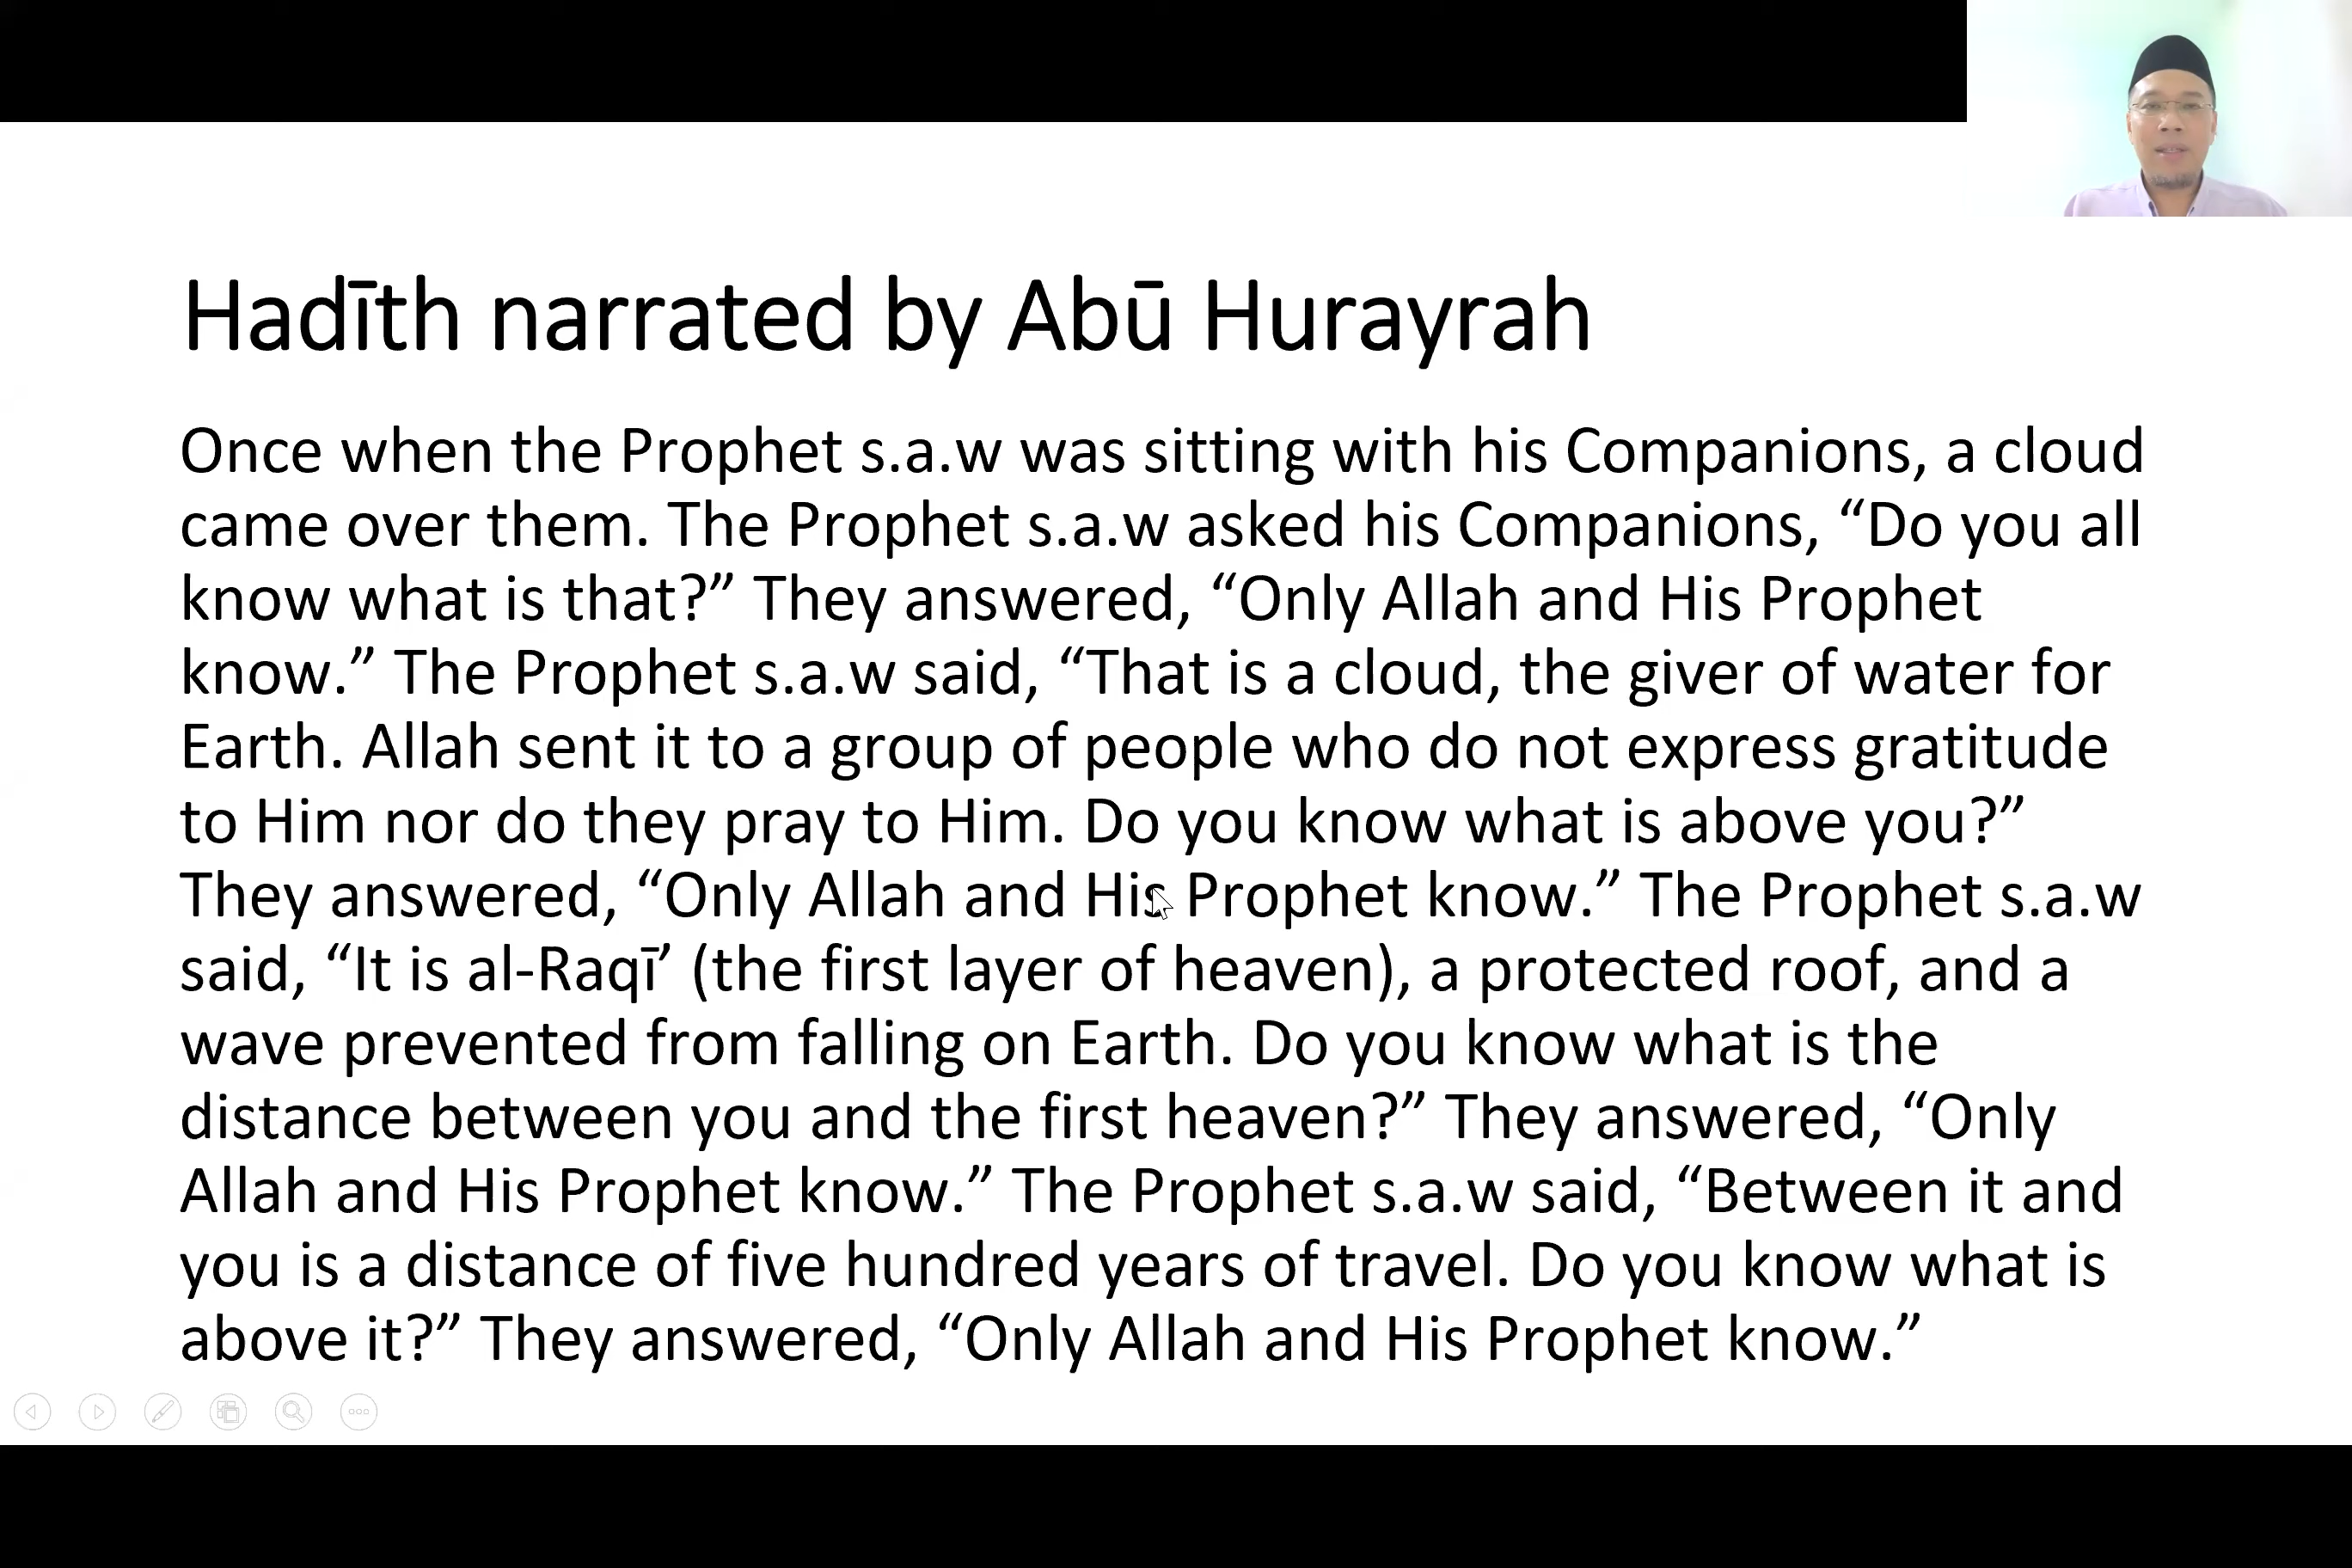 Hadīth narrated by Abū Hurayrah
Once when the Prophet s.a.w was sitting with his Companions, a cloud
came over them. The Prophet s.a.w asked his Companions, “Do you all
know what is that?” They answered, “Only Allah and His Prophet
know.” The Prophet s.a.w said, “That is a cloud, the giver of water for
Earth. Allah sent it to a group of people who do not express gratitude
to Him nor do they pray to Him. Do you know what is above you?”
They answered, “Only Allah and His Prophet know.” The Prophet s.a.w
said, “It is al-Raqī’ (the first layer of heaven), a protected roof, and a
wave prevented from falling on Earth. Do you know what is the
distance between you and the first heaven?” They answered, “Only
Allah and His Prophet know.” The Prophet s.a.w said, “Between it and
you is a distance of five hundred years of travel. Do you know what is
above it?” They answered, “Only Allah and His Prophet know.”